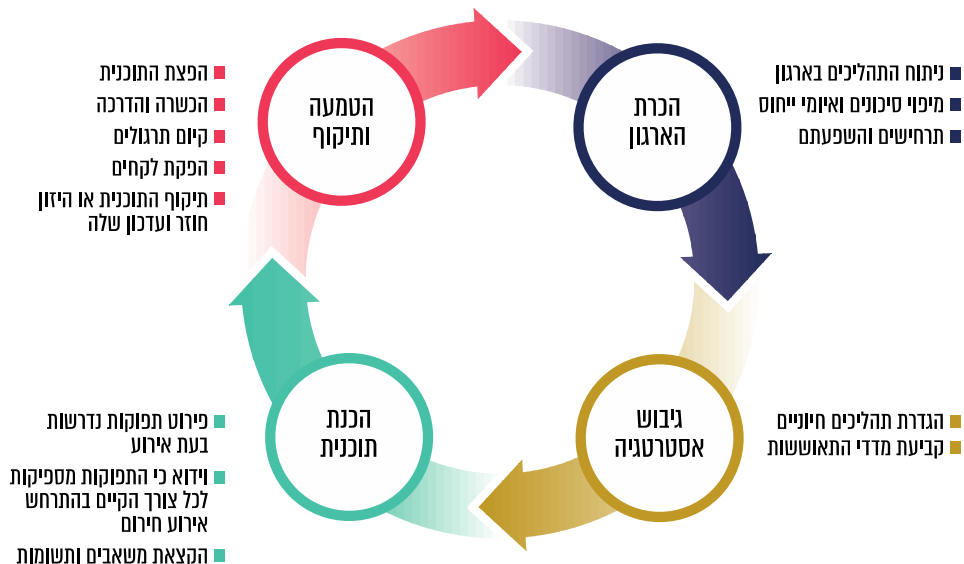 הכרת
הארגון
ניתוח התהליכים בארגון
מיפוי סיכונים ואיומי ייחוס
תרחישים והשפעתם
גיבוש
אסטרטגיה
הגדרת תהליכים חיוניים
קביעת מדדי התאוששות
הכנת
תוכנית
פירוט תפוקות נדרשות
בעת אירוע
וידוא כי התפוקות מספיקות
לכל צורך הקיים בהתרחש
אירוע חירום
הקצאת משאבים ותשומות
הטמעה
ותיקוף
הפצת התוכנית
הכשרה והדרכה
קיום תרגולים
הפקת לקחים
תיקוף התוכנית או היזון
חוזר ועדכון שלה